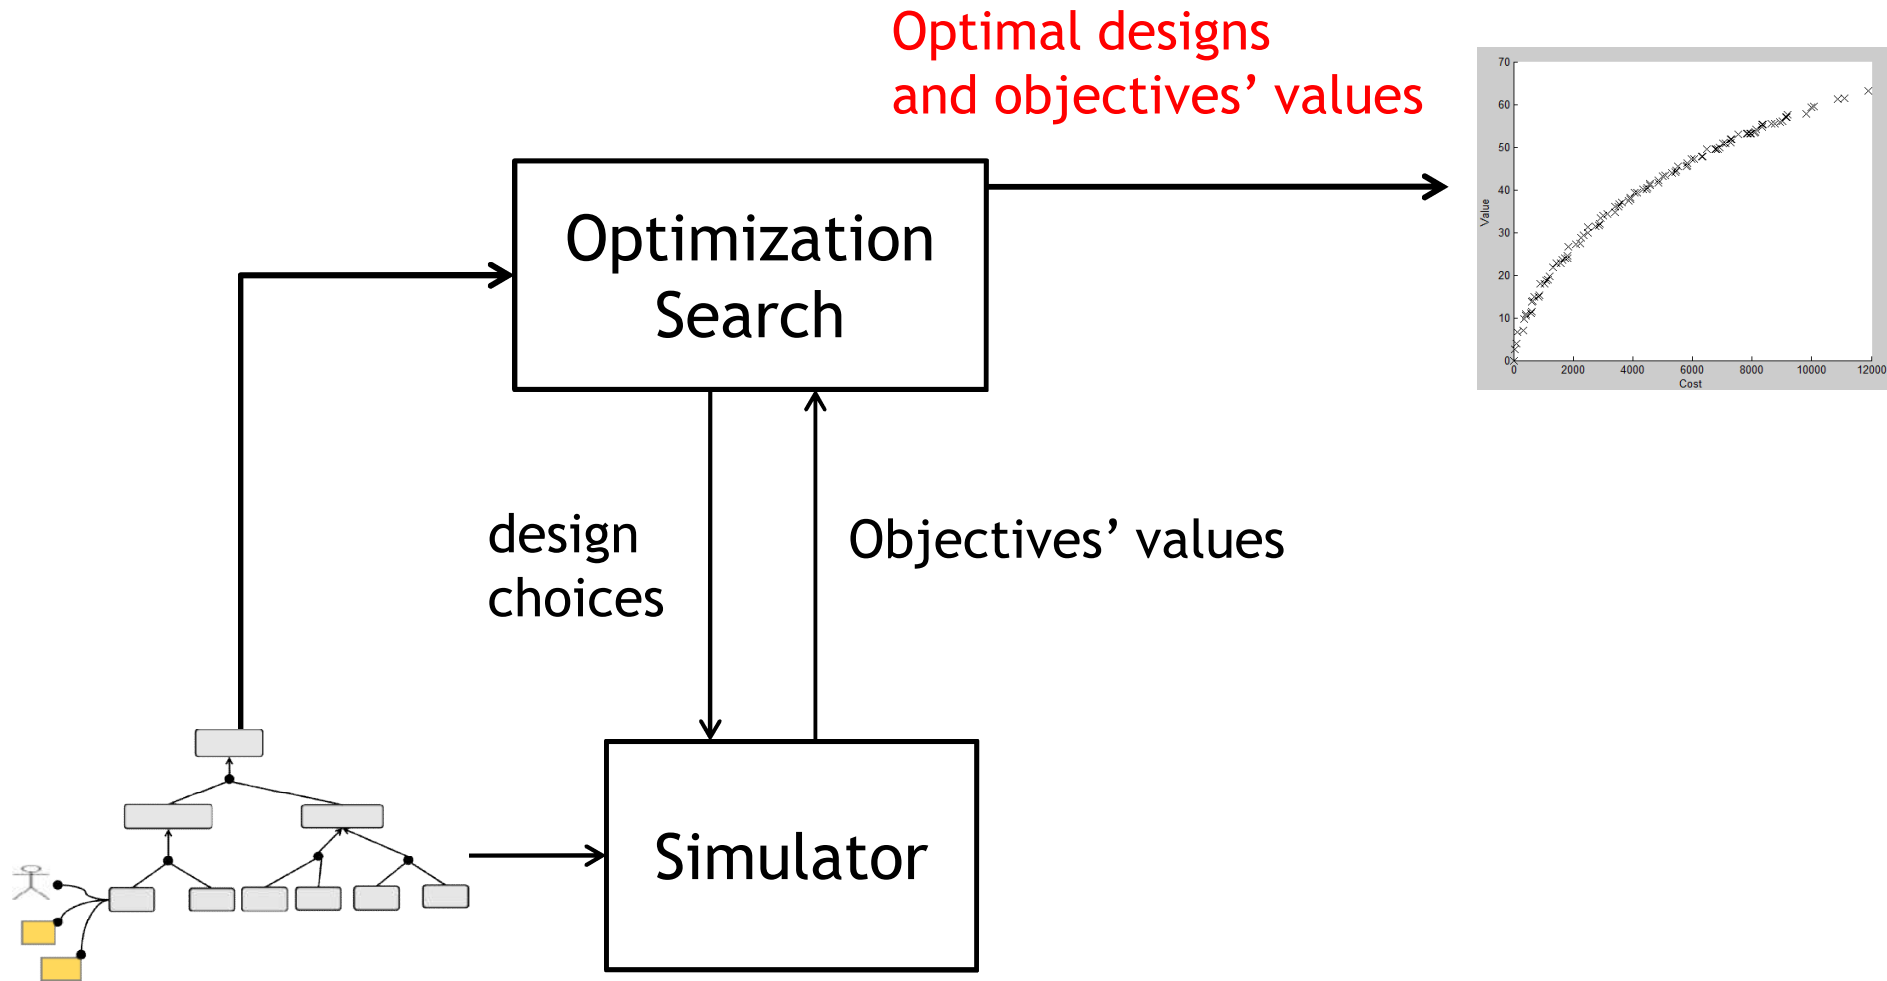 Optimal designs
and objectives’ values
Optimization
Search
design
choices
Objectives’ values
Simulator
70
60
50
40
30
20
10
0
Value
0 2000 4000 6000 8000 10000 12000
Cost